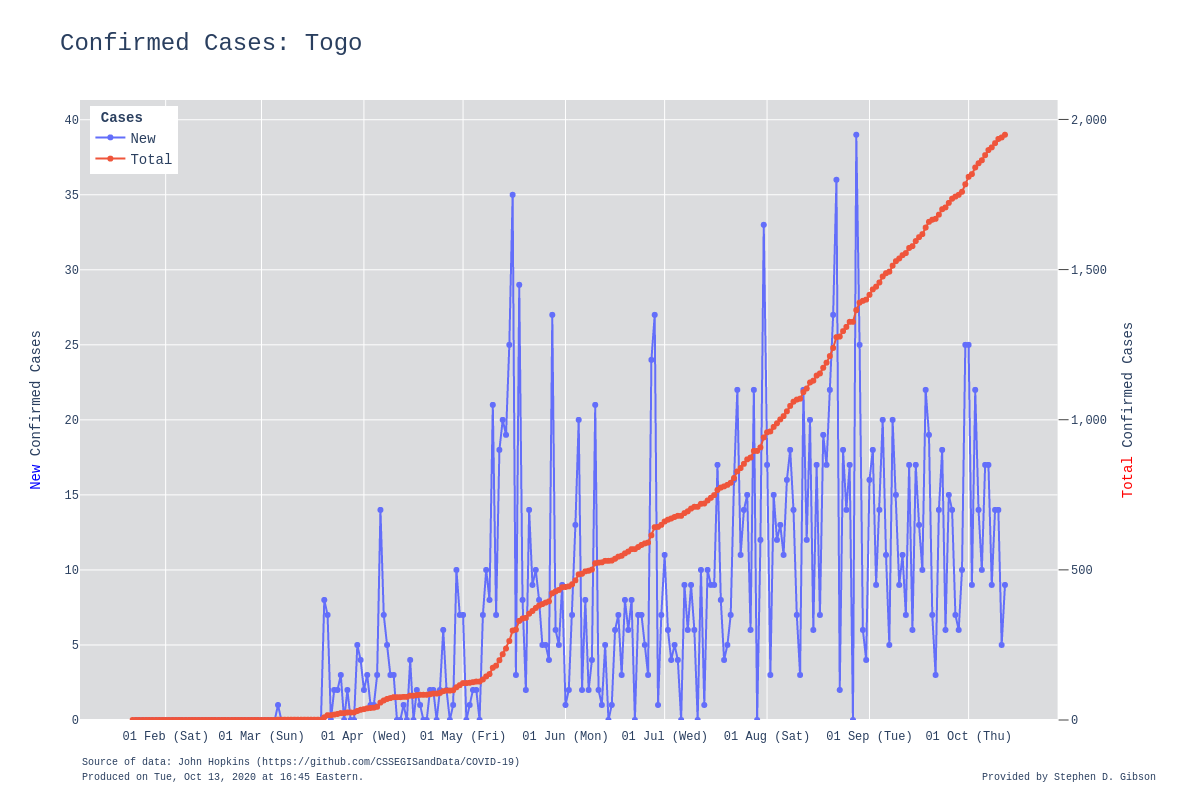 Confirmed Cases: Togo
Cases
New
Total
40
35
30
25
20
15
10
5
0
New Confirmed Cases
2,000
1,500
1,000
500
0
Total Confirmed Cases
01 Feb (Sat) 01 Mar (Sun) 01 Apr (Wed) 01 May (Fri) 01 Jun (Mon) 01 Jul (Wed) 01 Aug (Sat) 01 Sep (Tue) 01 Oct (Thu)
Source of data: John Hopkins (https://github.com/CSSEGISandData/COVID-19)
Produced on Tue, Oct 13, 2020 at 16:45 Eastern.
Provided by Stephen D. Gibson